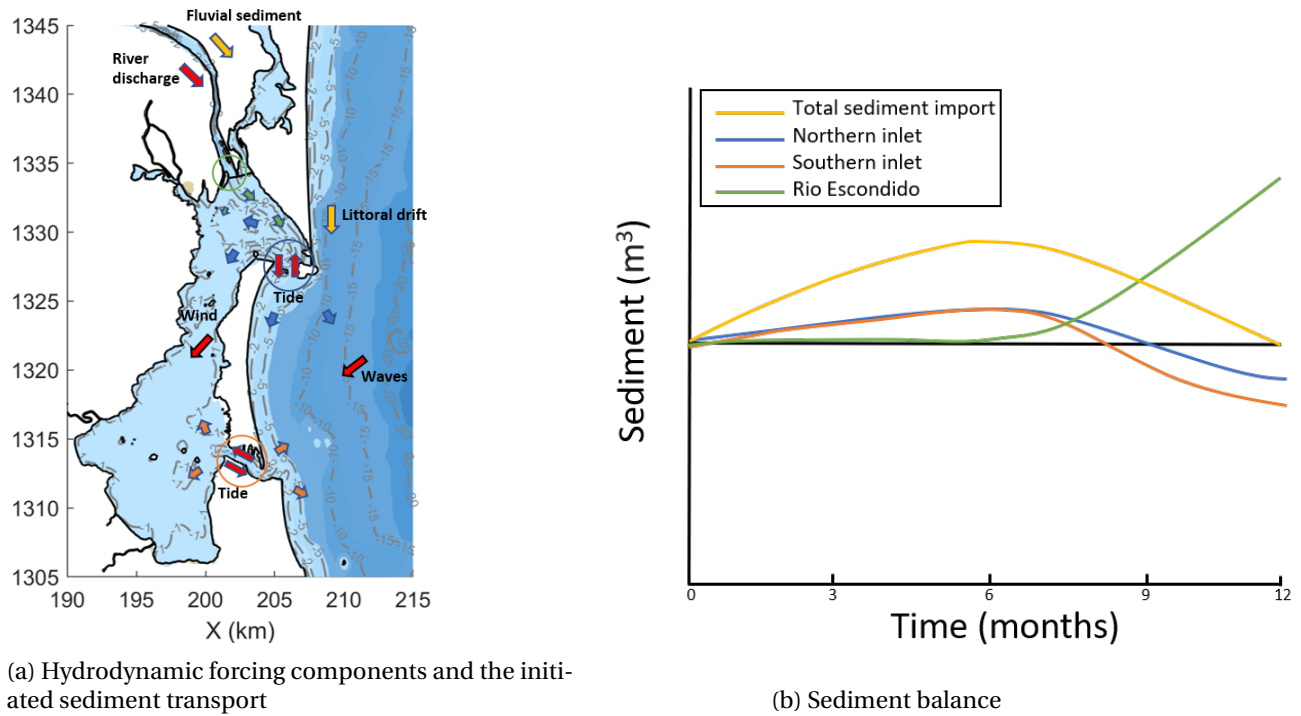 Fluvial sediment
River
discharge
Littoral drift
Tide
Wind
Waves
Tide
1345
1340
1335
1330
1325
1320
1315
1310
1305
190 195 200 205 210 215
X (km)
(a) Hydrodynamic forcing components and the initi-
ated sediment transport
Total sediment import
Northern inlet
Southern inlet
Rio Escondido
Sediment (m³)
0 3 6 9 12
Time (months)
(b) Sediment balance